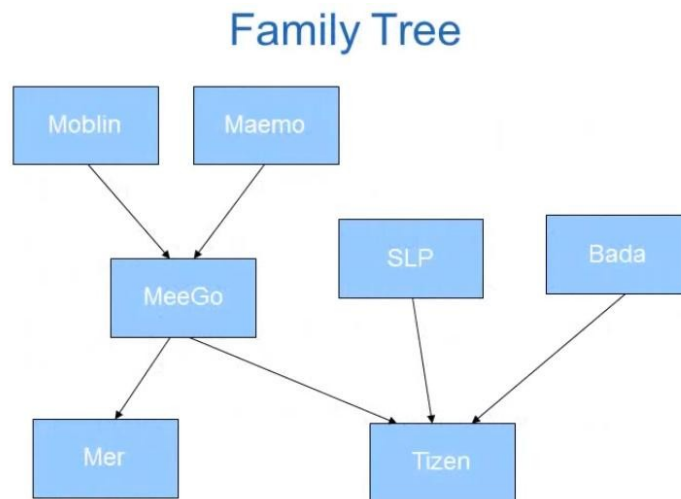 Family Tree
Moblin
Maemo
MeeGo
SLP
Bada
Mer
Tizen